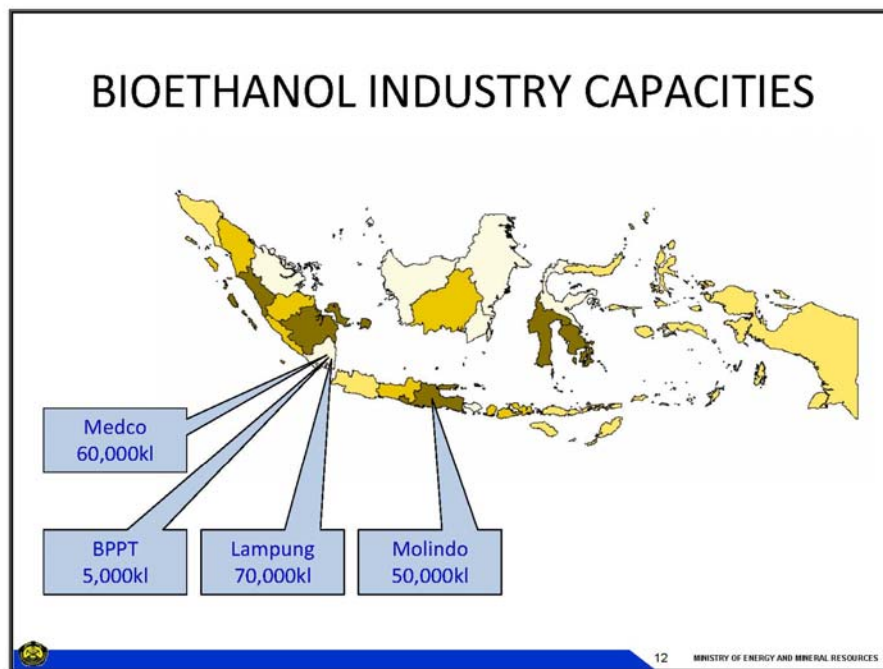 BIOETHANOL INDUSTRY CAPACITIES
Medco
60,000kl
BPPT
5,000kl
Lampung
70,000kl
Molindo
50,000kl
12 MINISTRY OF ENERGY AND MINERAL RESOURCES